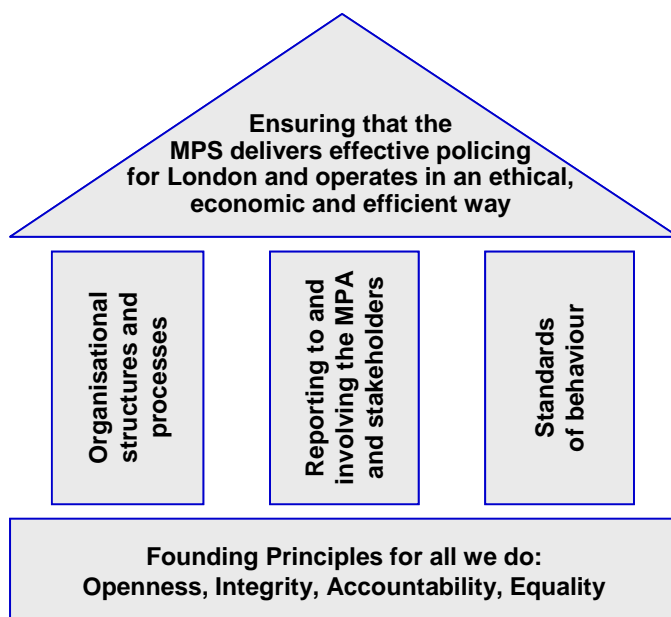 Ensuring that the
MPS delivers effective policing
for London and operates in an ethical,
economic and efficient way
Organisational
structures and
processes
Reporting to and
involving the MPA
and stakeholders
Standards
of behaviour
Founding Principles for all we do:
Openness, Integrity, Accountability, Equality